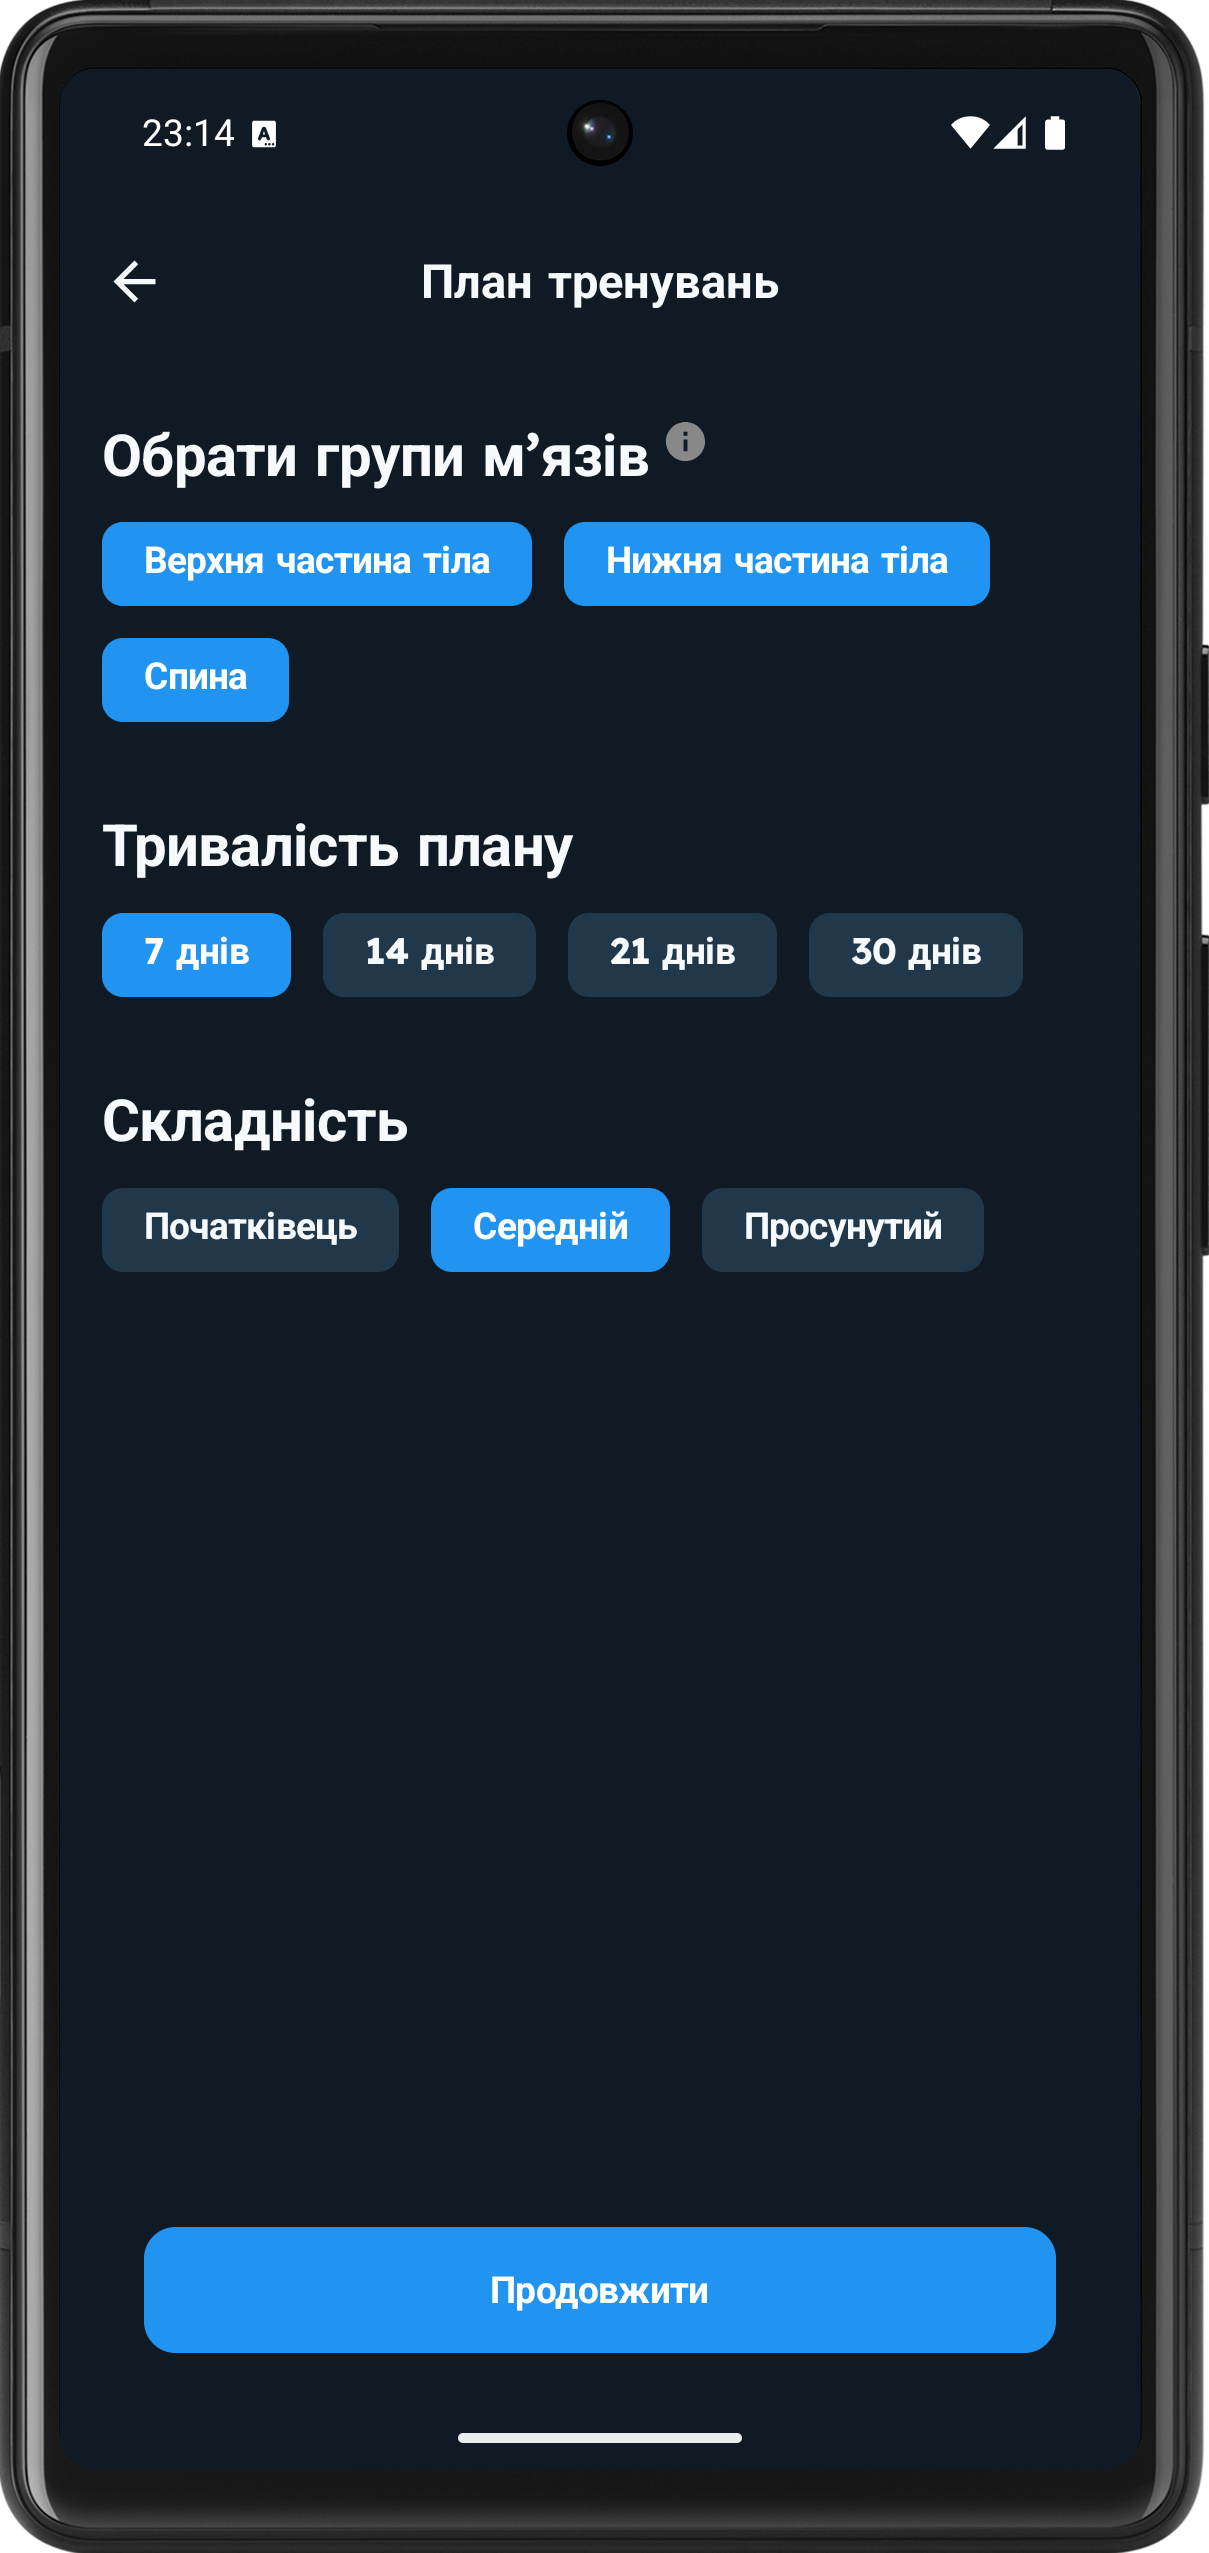 23:14
План тренувань
Обрати групи м’язів
Верхня частина тіла Нижня частина тіла
Спина
Тривалість плану
7 днів 14 днів 21 днів 30 днів
Складність
Початківець Середній Просунутий
Продовжити